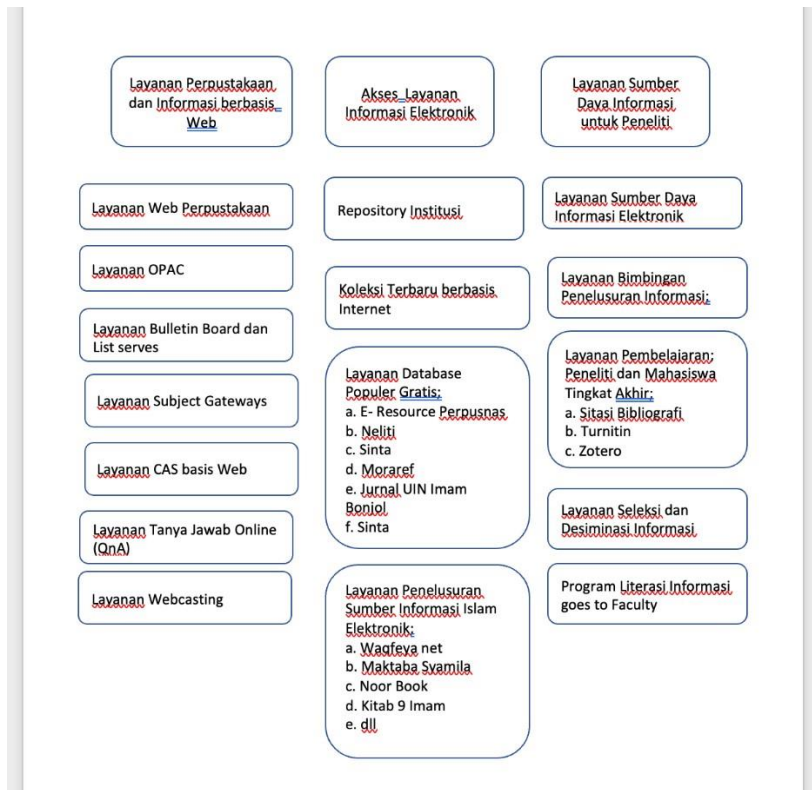 Layanan Perpustakaan
dan Informasi berbasis
Web
Akses Layanan
Informasi Elektronik
Layanan Sumber
Daya Informasi
untuk Peneliti
Layanan Web Perpustakaan
Layanan OPAC
Layanan Bulletin Board dan
List serves
Layanan Subject Gateways
Layanan CAS basis Web
Layanan Tanya Jawab Online
(QnA)
Layanan Webcasting
Repository Institusi
Koleksi Terbaru berbasis
Internet
Layanan Database
Populer Gratis;
a. E- Resource Perpusnas
b. Neliti
c. Sinta
d. Moraref
e. Jurnal UIN Imam
Bonjol
f. Sinta
Layanan Penelusuran
Sumber Informasi Islam
Elektronik;
a. Waqfeya net
b. Maktaba Syamila
c. Noor Book
d. Kitab 9 Imam
e. dll
Layanan Sumber Daya
Informasi Elektronik
Layanan Bimbingan
Penelusuran Informasi;
Layanan Pembelajaran;
Peneliti dan Mahasiswa
Tingkat Akhir;
a. Sitasi Bibliografi
b. Turnitin
c. Zotero
Layanan Seleksi dan
Desiminasi Informasi
Program Literasi Informasi
goes to Faculty